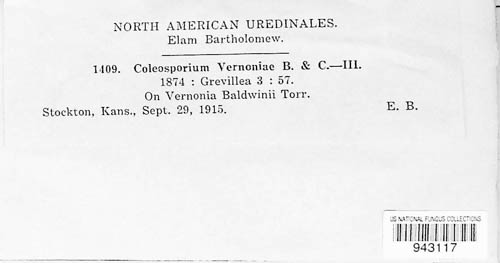 NORTH AMERICAN UREDINALES.
Elam Bartholomew.
1409. Coleosporium Vernoniae B. & C.—III.
1874 : Grevillea 3 : 57.
On Vernonia Baldwinii Torr.
Stockton, Kans., Sept. 29, 1915. E. B.
US NATIONAL FUNGUS COLLECTIONS
943117